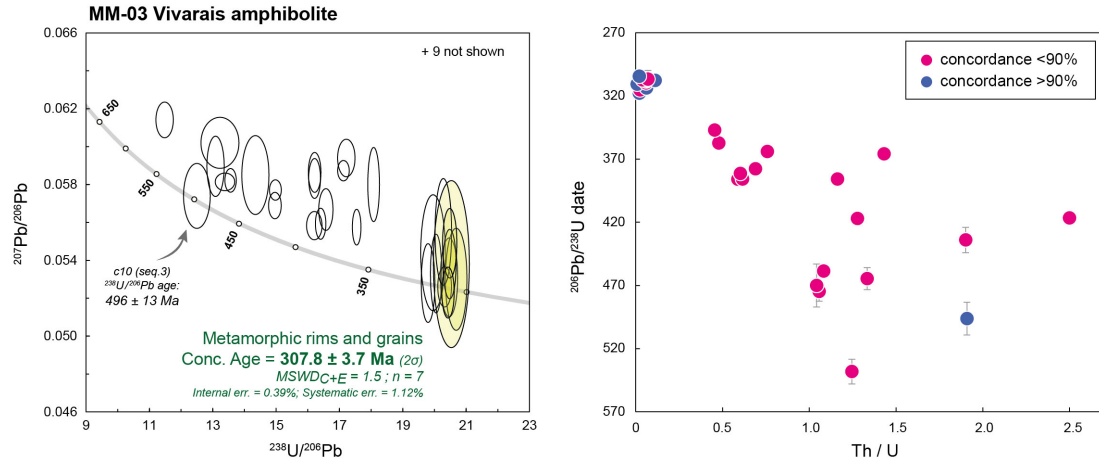 MM-03 Vivarais amphibolite
0.066
0.062
0.058
0.054
0.050
0.046
207Pb/206Pb
+ 9 not shown
650
550
450
350
c10 (seq.3)
238U/206Pb age:
496 ± 13 Ma
Metamorphic rims and grains
Conc. Age = 307.8 ± 3.7 Ma (2σ)
MSWDC+E = 1.5 ; n = 7
Internal err. = 0.39%; Systematic err. = 1.12%
9 11 13 15 17 19 21 23
238U/206Pb
270
320
370
420
470
520
570
206Pb/238U date
concordance <90%
concordance >90%
0 0.5 1.0 1.5 2.0 2.5
Th / U